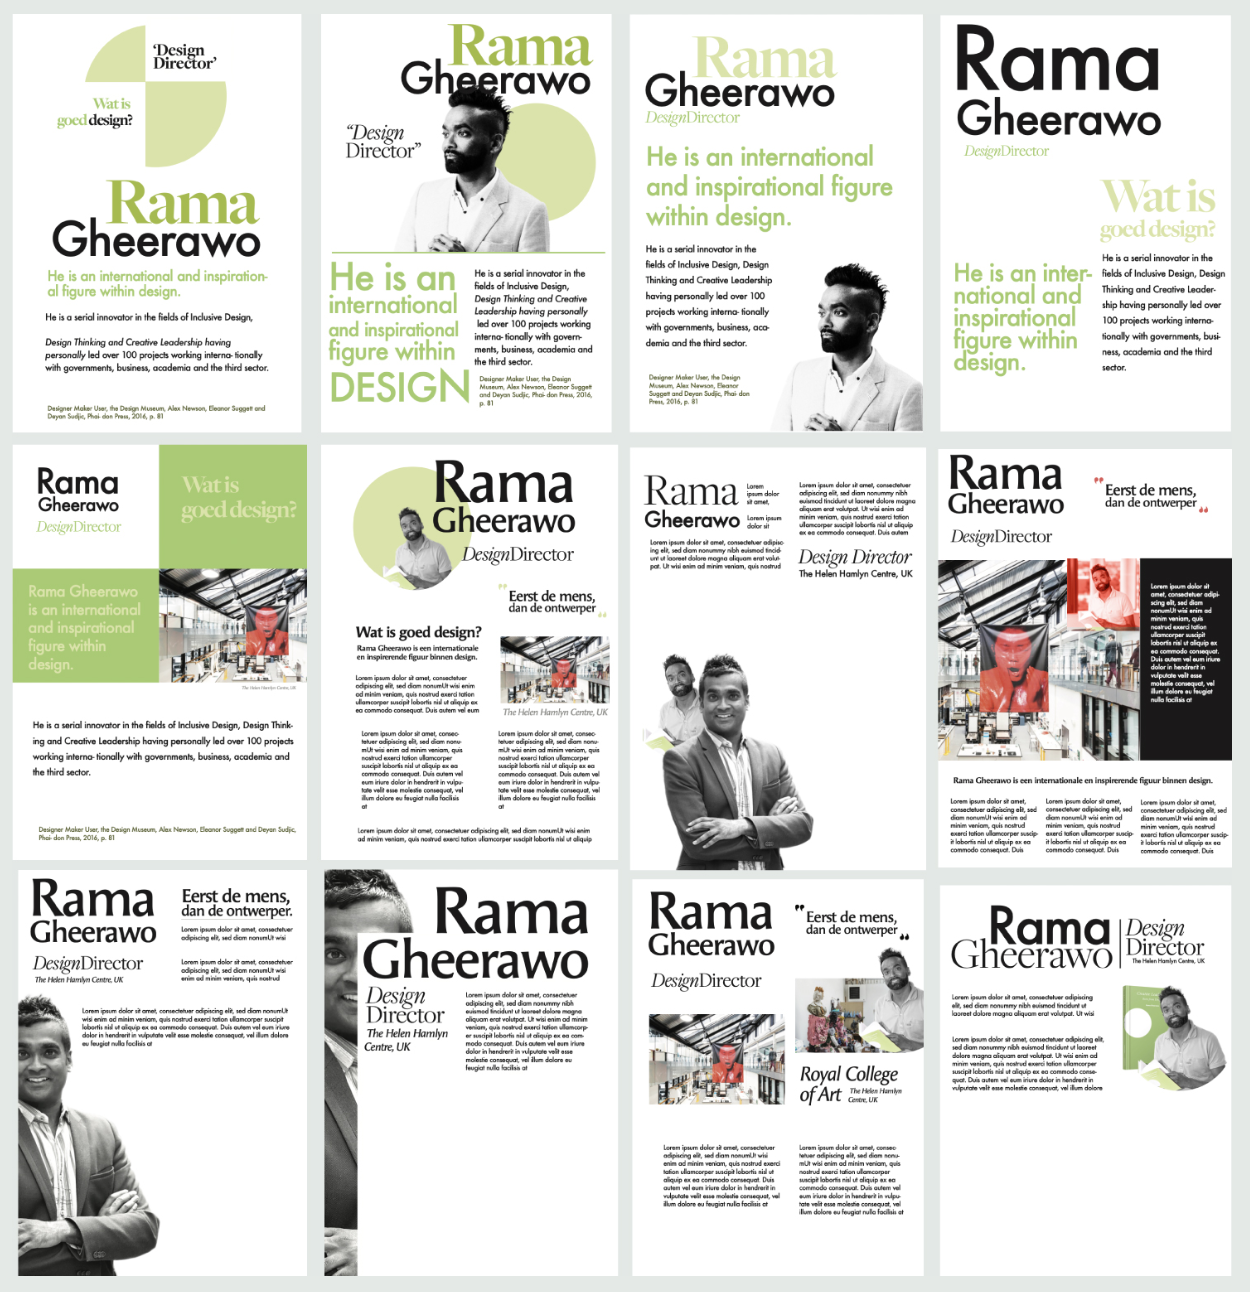 'Design
Director'
Wat is
goed design?
Rama
Gheerawo
He is an international and inspiration-
al figure within design.
He is a serial innovator in the fields of Inclusive Design,
Design Thinking and Creative Leadership having
personally led over 100 projects working interna- tionally
with governments, business, academia and the third sector.
Designer Maker User, the Design Museum, Alex Newson, Eleanor Suggett and
Deyan Sudjic, Phai- don Press, 2016, p. 81
Rama
Gheerawo
"Design
Director"
He is an
international
and inspirational
figure within
DESIGN
He is a serial innovator in the
fields of Inclusive Design,
Design Thinking and Creative
Leadership having personally
led over 100 projects working
interna- tionally with govern-
ments, business, academia and
the third sector.
Designer Maker User, the Design
Museum, Alex Newson, Eleanor Suggett
and Deyan Sudjic, Phai- don Press, 2016,
p. 81
Rama
Gheerawo
DesignDirector
He is an international
and inspirational figure
within design.
He is a serial innovator in the
fields of Inclusive Design, Design
Thinking and Creative Leadership
having personally led over 100
projects working interna- tionally
with governments, business, aca-
demia and the third sector.
Designer Maker User, the Design
Museum, Alex Newson, Eleanor
Suggett and Deyan Sudjic, Phai- don
Press, 2016, p. 81
Rama
Gheerawo
DesignDirector
Wat is
goed design?
He is an inter-
national and
inspirational
figure within
design.
He is a serial innovator in the
fields of Inclusive Design, Design
Thinking and Creative Leader-
ship having personally led over
100 projects working interna-
tionally with governments, busi-
ness, academia and the third
sector.
Rama
Gheerawo
DesignDirector
Wat is
goed design?
Rama Gheerawo
is an international
and inspirational
figure within
design.
The Helen Hamlyn Centre, UK
He is a serial innovator in the fields of Inclusive Design, Design Think-
ing and Creative Leadership having personally led over 100 projects
working interna- tionally with governments, business, academia and
the third sector.
Designer Maker User, the Design Museum, Alex Newson, Eleanor Suggett and Deyan Sudjic,
Phai- don Press, 2016, p. 81
Rama
Gheerawo
DesignDirector
"Eerst de mens,
dan de ontwerper"
Wat is goed design?
Rama Gheerawo is een internationale
en inspirerende figuur binnen design.
Lorem ipsum dolor sit amet, consectetuer
adipiscing elit, sed diam nonumUt wisi enim
ad minim veniam, quis nostrud exerci tation
ullamcorper suscipit lobortis nisl ut aliquip ex
ea commodo consequat. Duis autem vel eum
The Helen Hamlyn Centre, UK
Lorem ipsum dolor sit amet, consec-
tetuer adipiscing elit, sed diam nonu-
mUt wisi enim ad minim veniam, quis
nostrud exerci tation ullamcorper
suscipit lobortis nisl ut aliquip ex ea
commodo consequat. Duis autem vel
eum iriure dolor in hendrerit in vulpu-
tate velit esse molestie consequat, vel
illum dolore eu feugiat nulla facilisis
at
Lorem ipsum dolor sit amet, consec-
tetuer adipiscing elit, sed diam nonu-
mUt wisi enim ad minim veniam, quis
nostrud exerci tation ullamcorper
suscipit lobortis nisl ut aliquip ex ea
commodo consequat. Duis autem vel
eum iriure dolor in hendrerit in vulpu-
tate velit esse molestie consequat, vel
illum dolore eu feugiat nulla facilisis
at
Lorem ipsum dolor sit amet, consectetuer adipiscing elit, sed diam nonumUt wisi enim
ad minim veniam, quis nostrud exerci tation ullamcorper suscipit lobortis nisl ut aliquip
Rama
Gheerawo
Lorem
ipsum dolor
sit amet,
Lorem ipsum
dolor sit
Lorem ipsum dolor sit amet, consectetuer adipisc-
ing elit, sed diam nonummy nibh euismod tincid-
unt ut laoreet dolore magna aliquam erat volut-
pat. Ut wisi enim ad minim veniam, quis nostrud
Lorem ipsum dolor sit amet, consectetuer
adipiscing elit, sed diam nonummy nibh
euismod tincidunt ut laoreet dolore magna
aliquam erat volutpat. Ut wisi enim ad
minim veniam, quis nostrud exerci tation
ullamcorper suscipit lobortis nisl ut aliquip
ex ea commodo consequat. Duis autem
Design Director
The Helen Hamlyn Centre, UK
Rama
Gheerawo
DesignDirector
"Eerst de mens,
dan de ontwerper"
Lorem ipsum dolor sit
amet, consectetuer adipi-
scing elit, sed diam
nonumUt wisi enim ad
minim veniam, quis
nostrud exerci tation
ullamcorper suscipit
lobortis nisl ut aliquip
ex ea commodo
consequat. Duis autem
vel eum iriure dolor in
hendrerit in vulputate
velit esse molestie
consequat, vel illum
dolore eu feugiat
nulla facilisis at
Rama Gheerawo is een internationale en inspirerende figuur binnen design.
Lorem ipsum dolor sit amet,
consectetuer adipiscing elit, sed
diam nonumUt wisi enim ad
minim veniam, quis nostrud
exerci tation ullamcorper suscip-
it lobortis nisl ut aliquip ex ea
commodo consequat. Duis
Lorem ipsum dolor sit amet,
consectetuer adipiscing elit, sed
diam nonumUt wisi enim ad
minim veniam, quis nostrud
exerci tation ullamcorper suscip-
it lobortis nisl ut aliquip ex ea
commodo consequat. Duis
Lorem ipsum dolor sit amet,
consectetuer adipiscing elit, sed
diam nonumUt wisi enim ad
minim veniam, quis nostrud
exerci tation ullamcorper suscip-
it lobortis nisl ut aliquip ex ea
commodo consequat. Duis
Rama
Gheerawo
DesignDirector
The Helen Hamlyn Centre, UK
Eerst de mens,
dan de ontwerper.
Lorem ipsum dolor sit amet, consectetuer
adipiscing elit, sed diam nonumUt wisi
Lorem ipsum dolor sit amet, consectetuer
adipiscing elit, sed diam nonumUt wisi
enim ad minim veniam, quis nostrud
Lorem ipsum dolor sit amet, consectetuer adipiscing elit, sed diam nonumUt
wisi enim ad minim veniam, quis nostrud exerci tation ullamcorper suscipit
lobortis nisl ut aliquip ex ea commodo consequat. Duis autem vel eum iriure
dolor in hendrerit in vulputate velit esse molestie consequat, vel illum dolore
eu feugiat nulla facilisis at
Rama
Gheerawo
Design
Director
The Helen Hamlyn
Centre, UK
Lorem ipsum dolor sit amet, consectetuer
adipiscing elit, sed diam nonumUt wisi
enim ad minim veniam, quis
nostrud exerci tation ullamcorp-
er suscipit lobortis nisl ut aliquip ex ea com-
modo consequat. Duis autem vel eum iriure
dolor in hendrerit in vulputate velit esse
molestie consequat, vel illum dolore eu
feugiat nulla facilisis at
Rama
Gheerawo
DesignDirector
"Eerst de mens,
dan de ontwerper"
Royal College
of Art The Helen Hamlyn
Centre, UK
Lorem ipsum dolor sit amet, consectetuer
adipiscing elit, sed diam nonumUt wisi
enim ad minim veniam, quis nostrud exerci
tation ullamcorper suscipit lobortis nisl ut
aliquip ex ea commodo consequat. Duis
autem vel eum iriure dolor in hendrerit in
vulputate velit esse molestie consequat, vel
illum dolore eu feugiat nulla facilisis at
Lorem ipsum dolor sit amet, consec-
tetuer adipiscing elit, sed diam nonu-
mUt wisi enim ad minim veniam, quis
nostrud exerci tation ullamcorper
suscipit lobortis nisl ut aliquip ex ea
commodo consequat. Duis autem vel
eum iriure dolor in hendrerit in vulpu-
tate velit esse molestie consequat, vel
illum dolore eu feugiat nulla facilisis at
Rama
Gheerawo
Design
Director
The Helen Hamlyn Centre, UK
Lorem ipsum dolor sit amet, consectetuer adipiscing
elit, sed diam nonummy nibh euismod tincidunt ut
laoreet dolore magna aliquam erat volutpat. Ut wisi
Lorem ipsum dolor sit amet, consectetuer
adipiscing elit, sed diam nonummy nibh
euismod tincidunt ut laoreet
dolore magna aliquam erat volutpat. Ut
wisi enim ad minim veniam, quis
nostrud exerci tation ullamcorper
suscipit lobortis nisl ut aliquip ex ea
commodo conse-
quat. Duis autem vel eum iriure
dolor in hendrerit in vulputate velit
esse molestie consequat, vel
illum dolore